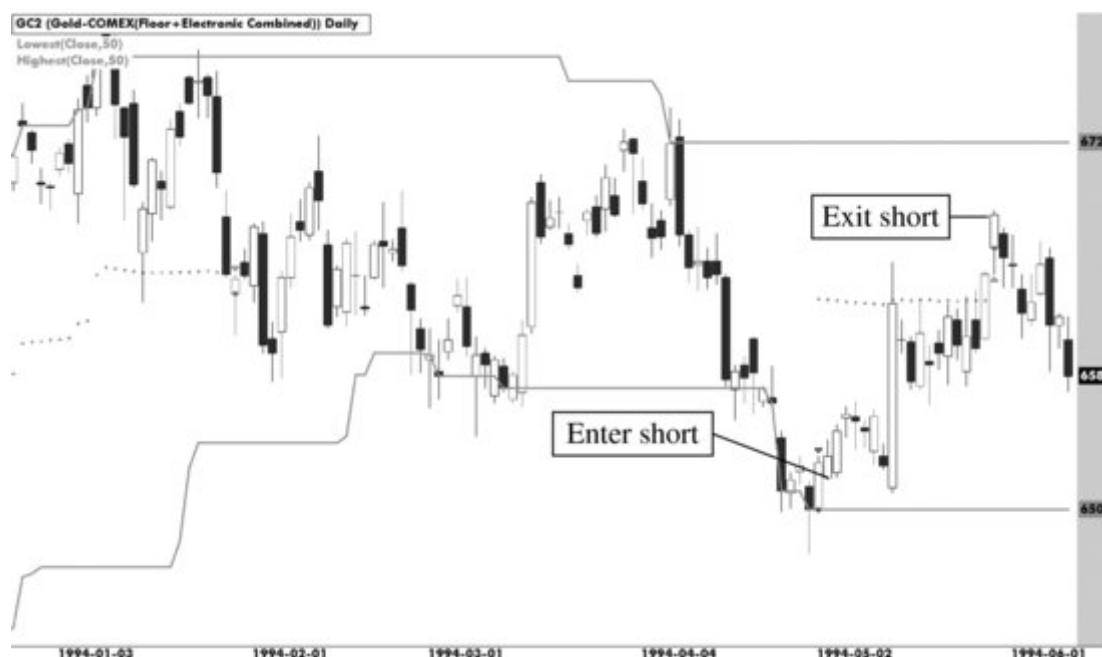 GC2 (Gold-COMEX(Floor+Electronic Combined)) Daily
Lowest(Close,50)
Highest(Close,50)
672
Exit short
658
Enter short
650
1994-01-03 1994-02-01 1994-03-01 1994-04-04 1994-05-02 1994-06-01